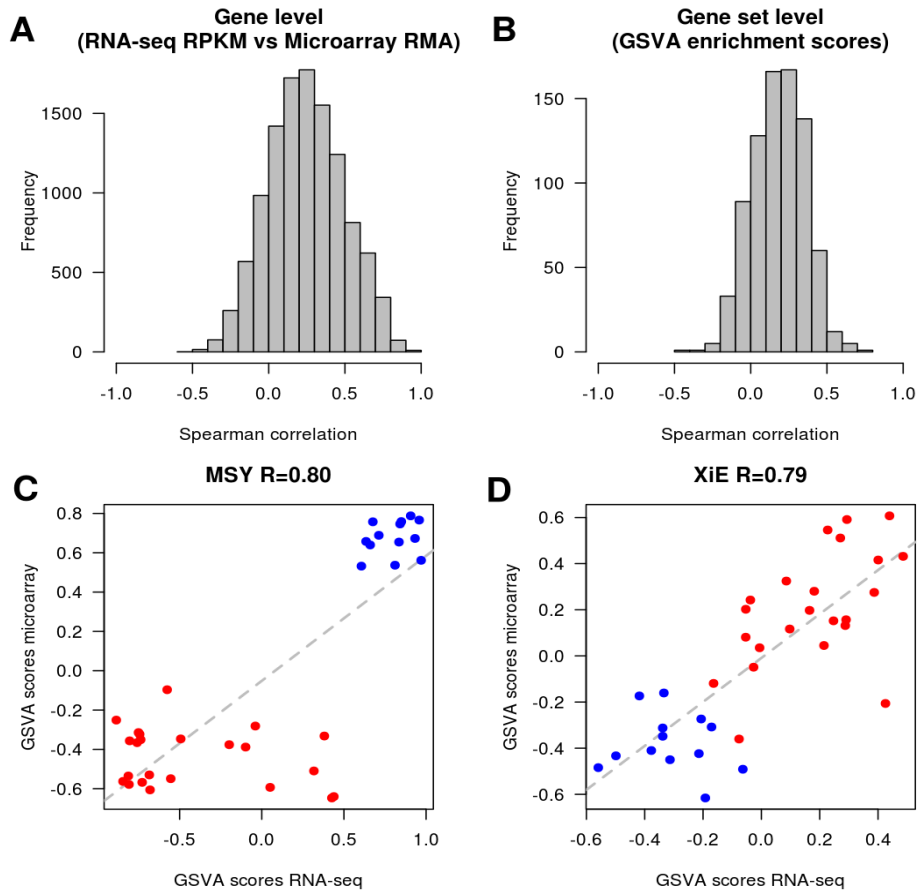 A
Gene level
(RNA-seq RPKM vs Microarray RMA)
Frequency
1500
1000
500
0
-1.0 -0.5 0.0 0.5 1.0
Spearman correlation
B
Gene set level
(GSVA enrichment scores)
Frequency
150
100
50
0
-1.0 -0.5 0.0 0.5 1.0
Spearman correlation
C
MSY R=0.80
GSVA scores microarray
0.8
0.6
0.4
0.2
0.0
-0.2
-0.4
-0.6
-0.5 0.0 0.5 1.0
GSVA scores RNA-seq
D
XiE R=0.79
GSVA scores microarray
0.6
0.4
0.2
0.0
-0.2
-0.4
-0.6
-0.6 -0.4 -0.2 0.0 0.2 0.4
GSVA scores RNA-seq